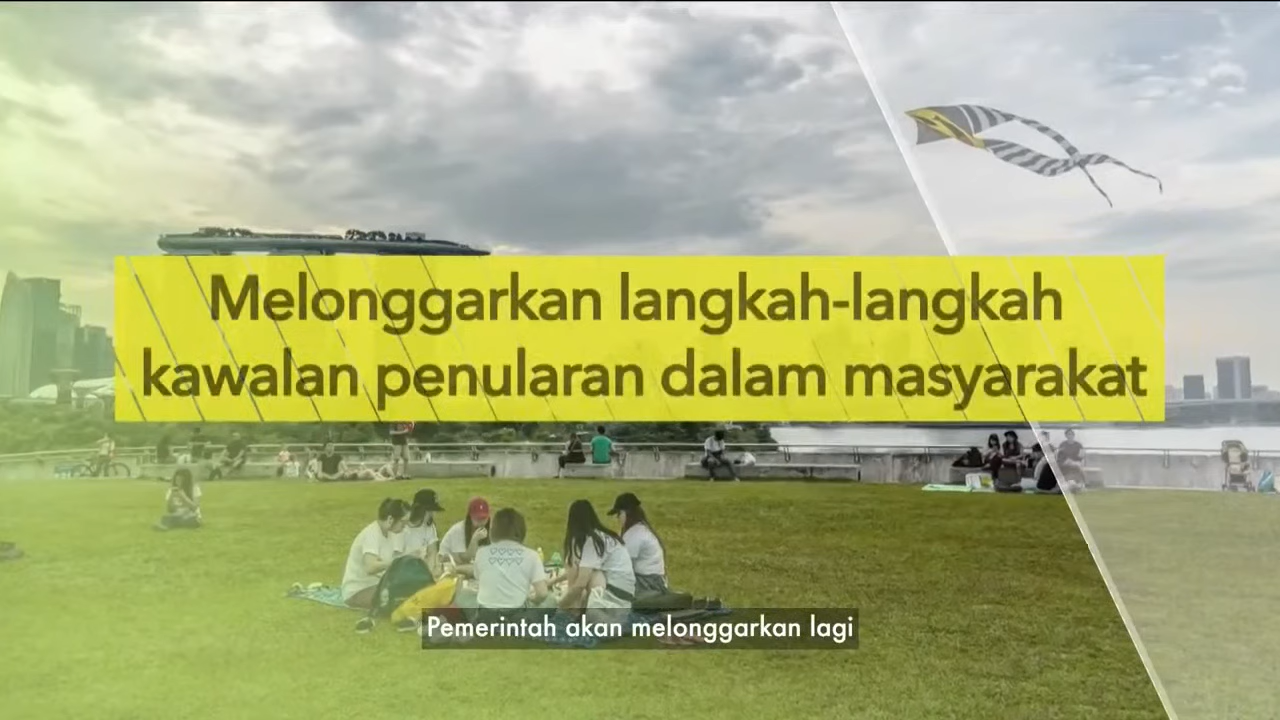 Melonggarkan langkah-langkah
kawalan penularan dalam masyarakat
Pemerintah akan melonggarkan lagi